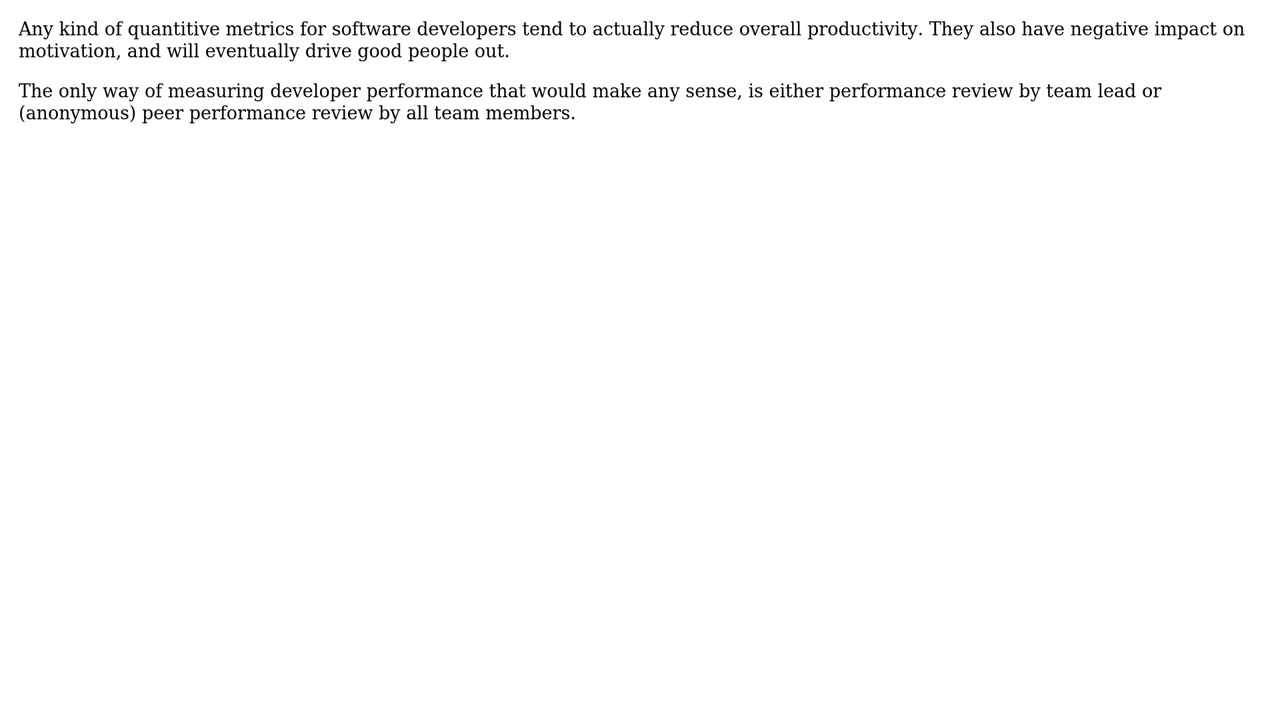 Any kind of quantitive metrics for software developers tend to actually reduce overall productivity. They also have negative impact on
motivation, and will eventually drive good people out.
The only way of measuring developer performance that would make any sense, is either performance review by team lead or
(anonymous) peer performance review by all team members.